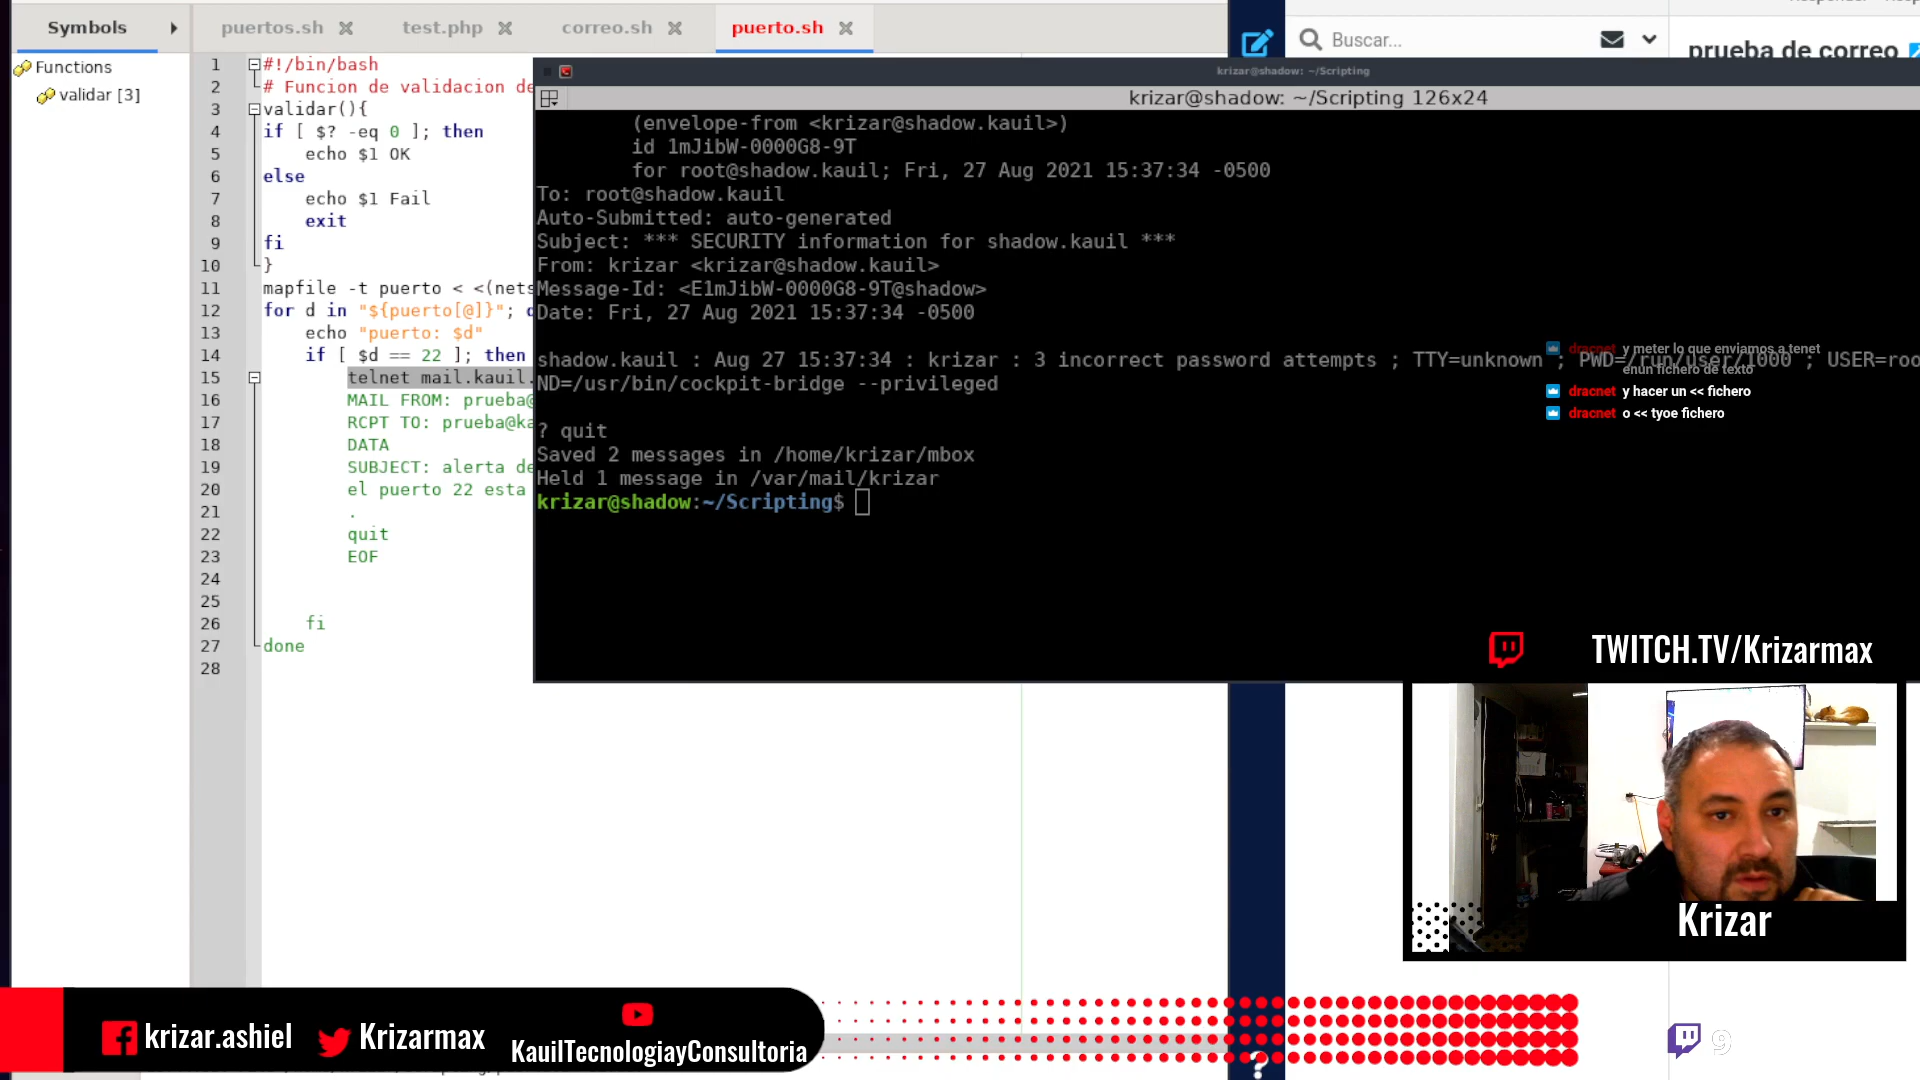 Symbols
puertos.sh
test.php
correo.sh
puerto.sh
Functions
validar [3]
1 #!/bin/bash
2 # Funcion de validacion de
3 validar(){
4 if [ $? -eq 0 ]; then
5 echo $1 OK
6 else
7 echo $1 Fail
8 exit
9 fi
10 }
11 mapfile -t puerto < <(nets
12 for d in "${puerto[@]}";
13 echo "puerto: $d"
14 if [ $d == 22 ]; then
15 telnet mail.kauil.
16 MAIL FROM: prueba@
17 RCPT TO: prueba@ka
18 DATA
19 SUBJECT: alerta de
20 el puerto 22 esta
21 .
22 quit
23 EOF
24
25
26 fi
27 done
28
Buscar...
prueba de correo
krizar@shadow: ~/Scripting
krizar@shadow: ~/Scripting 126x24
(envelope-from <krizar@shadow.kauil>)
id 1mJibW-0000G8-9T
for root@shadow.kauil; Fri, 27 Aug 2021 15:37:34 -0500
To: root@shadow.kauil
Auto-Submitted: auto-generated
Subject: *** SECURITY information for shadow.kauil ***
From: krizar <krizar@shadow.kauil>
Message-Id: <E1mJibW-0000G8-9T@shadow>
Date: Fri, 27 Aug 2021 15:37:34 -0500
shadow.kauil : Aug 27 15:37:34 : krizar : 3 incorrect password attempts ; TTY=unknown ; PWD=/run/user/1000 ; USER=roo
ND=/usr/bin/cockpit-bridge --privileged
? quit
Saved 2 messages in /home/krizar/mbox
Held 1 message in /var/mail/krizar
krizar@shadow:~/Scripting$
dracnet y meter lo que enviamos a tenet
enun fichero de texto
dracnet y hacer un << fichero
dracnet o << tyoe fichero
TWITCH.TV/Krizarmax
Krizar
krizar.ashiel
Krizarmax
KauilTecnologiayConsultoria
9
?